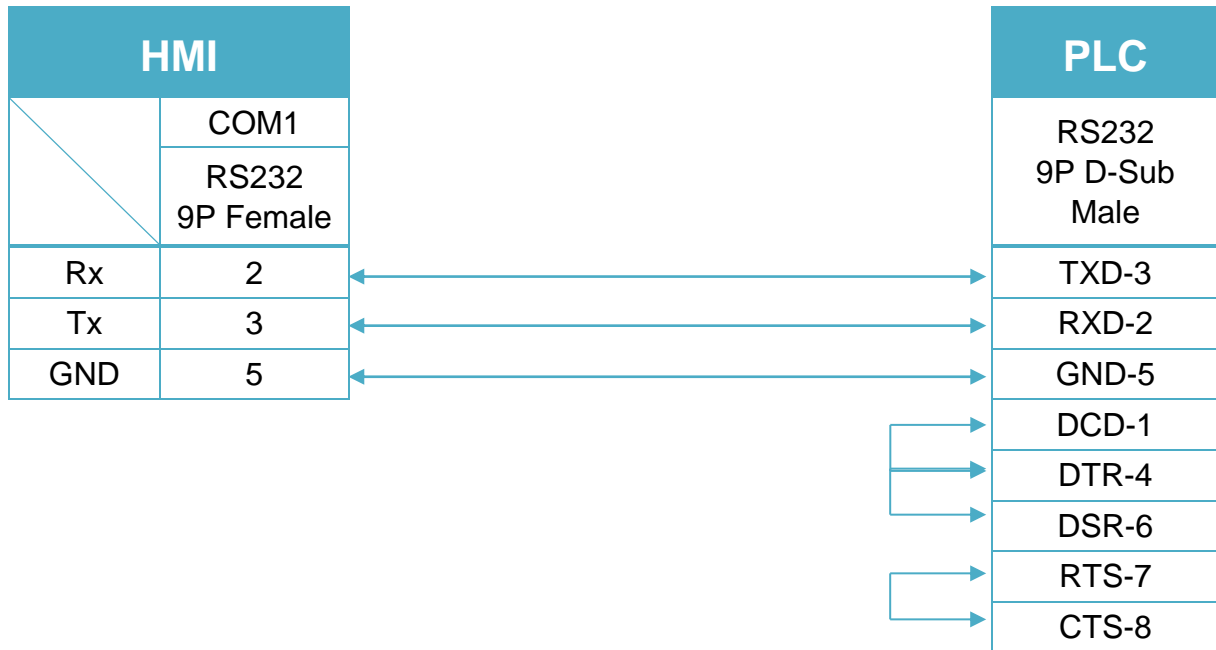 HMI
PLC
COM1
RS232
9P Female
RS232
9P D-Sub
Male
Rx 2 TXD-3
Tx 3 RXD-2
GND 5 GND-5
DCD-1
DTR-4
DSR-6
RTS-7
CTS-8